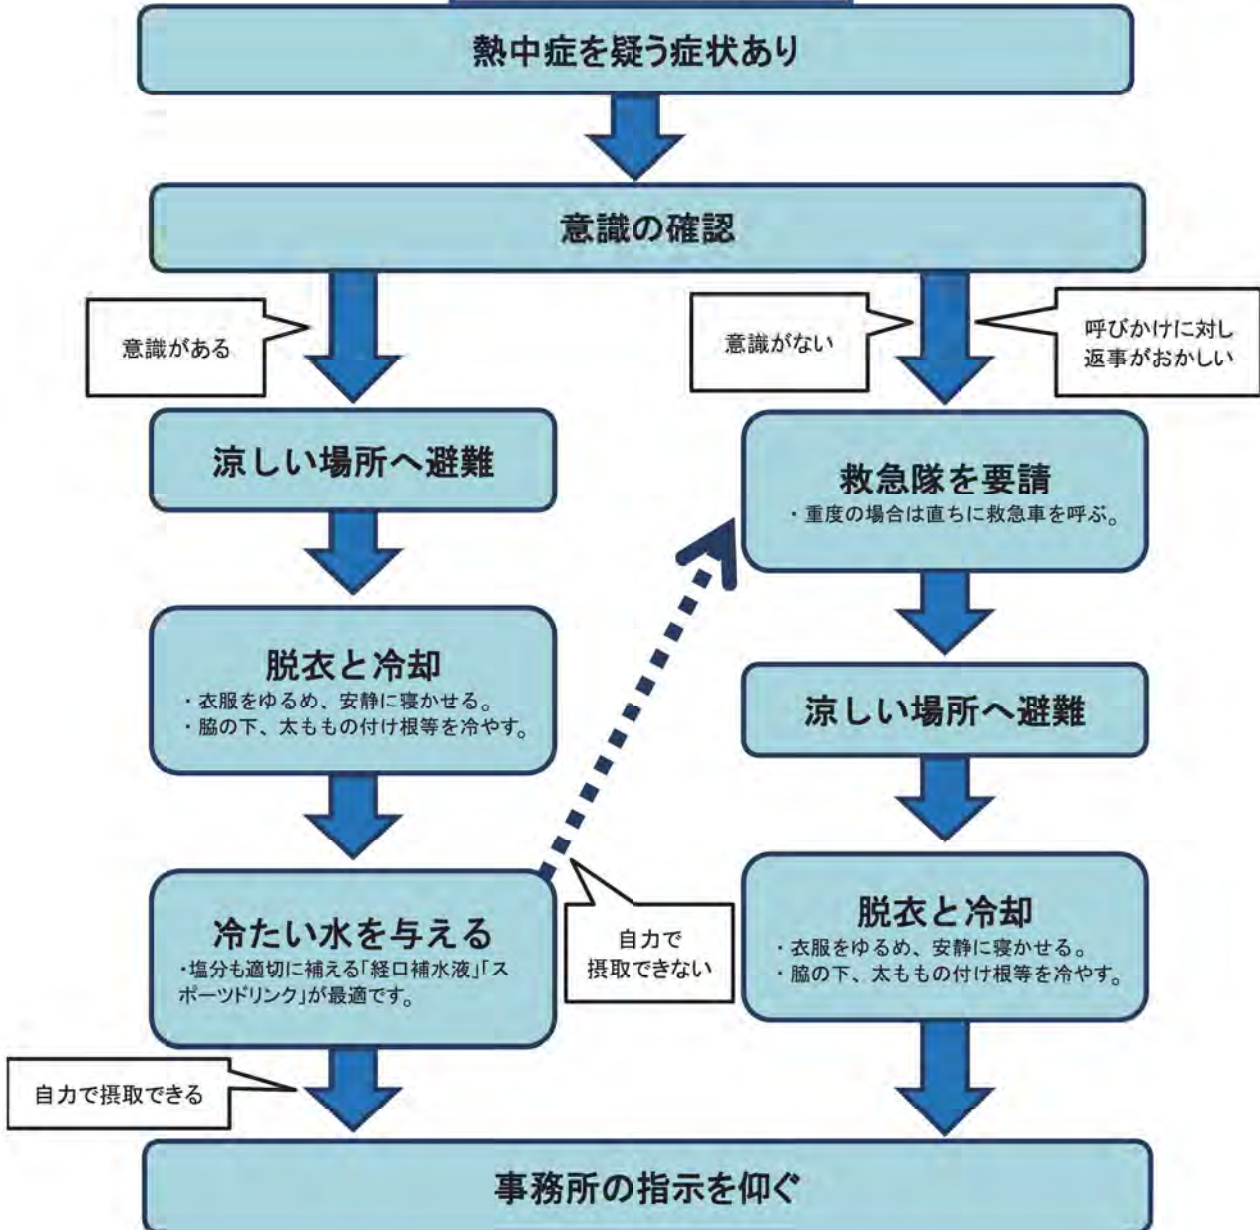 熱中症を疑う症状あり
意識の確認
意識がある
意識がない
呼びかけに対し
返事がおかしい
涼しい場所へ避難
救急隊を要請
・重度の場合は直ちに救急車を呼ぶ。
脱衣と冷却
・衣服をゆるめ、安静に寝かせる。
・脇の下、太ももの付け根等を冷やす。
涼しい場所へ避難
冷たい水を与える
・塩分も適切に補える「経口補水液」「ス
ポーツドリンク」が最適です。
自力で
摂取できない
脱衣と冷却
・衣服をゆるめ、安静に寝かせる。
・脇の下、太ももの付け根等を冷やす。
自力で摂取できる
事務所の指示を仰ぐ